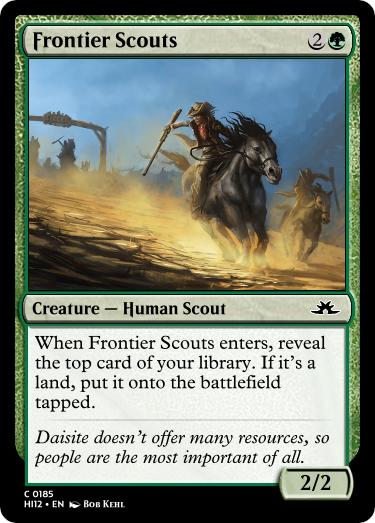 Frontier Scouts 2
Creature — Human Scout
When Frontier Scouts enters, reveal
the top card of your library. If it's a
land, put it onto the battlefield
tapped.
Daisite doesn't offer many resources, so
people are the most important of all.
2/2
C 0185
HI12 • EN Bob Kehl